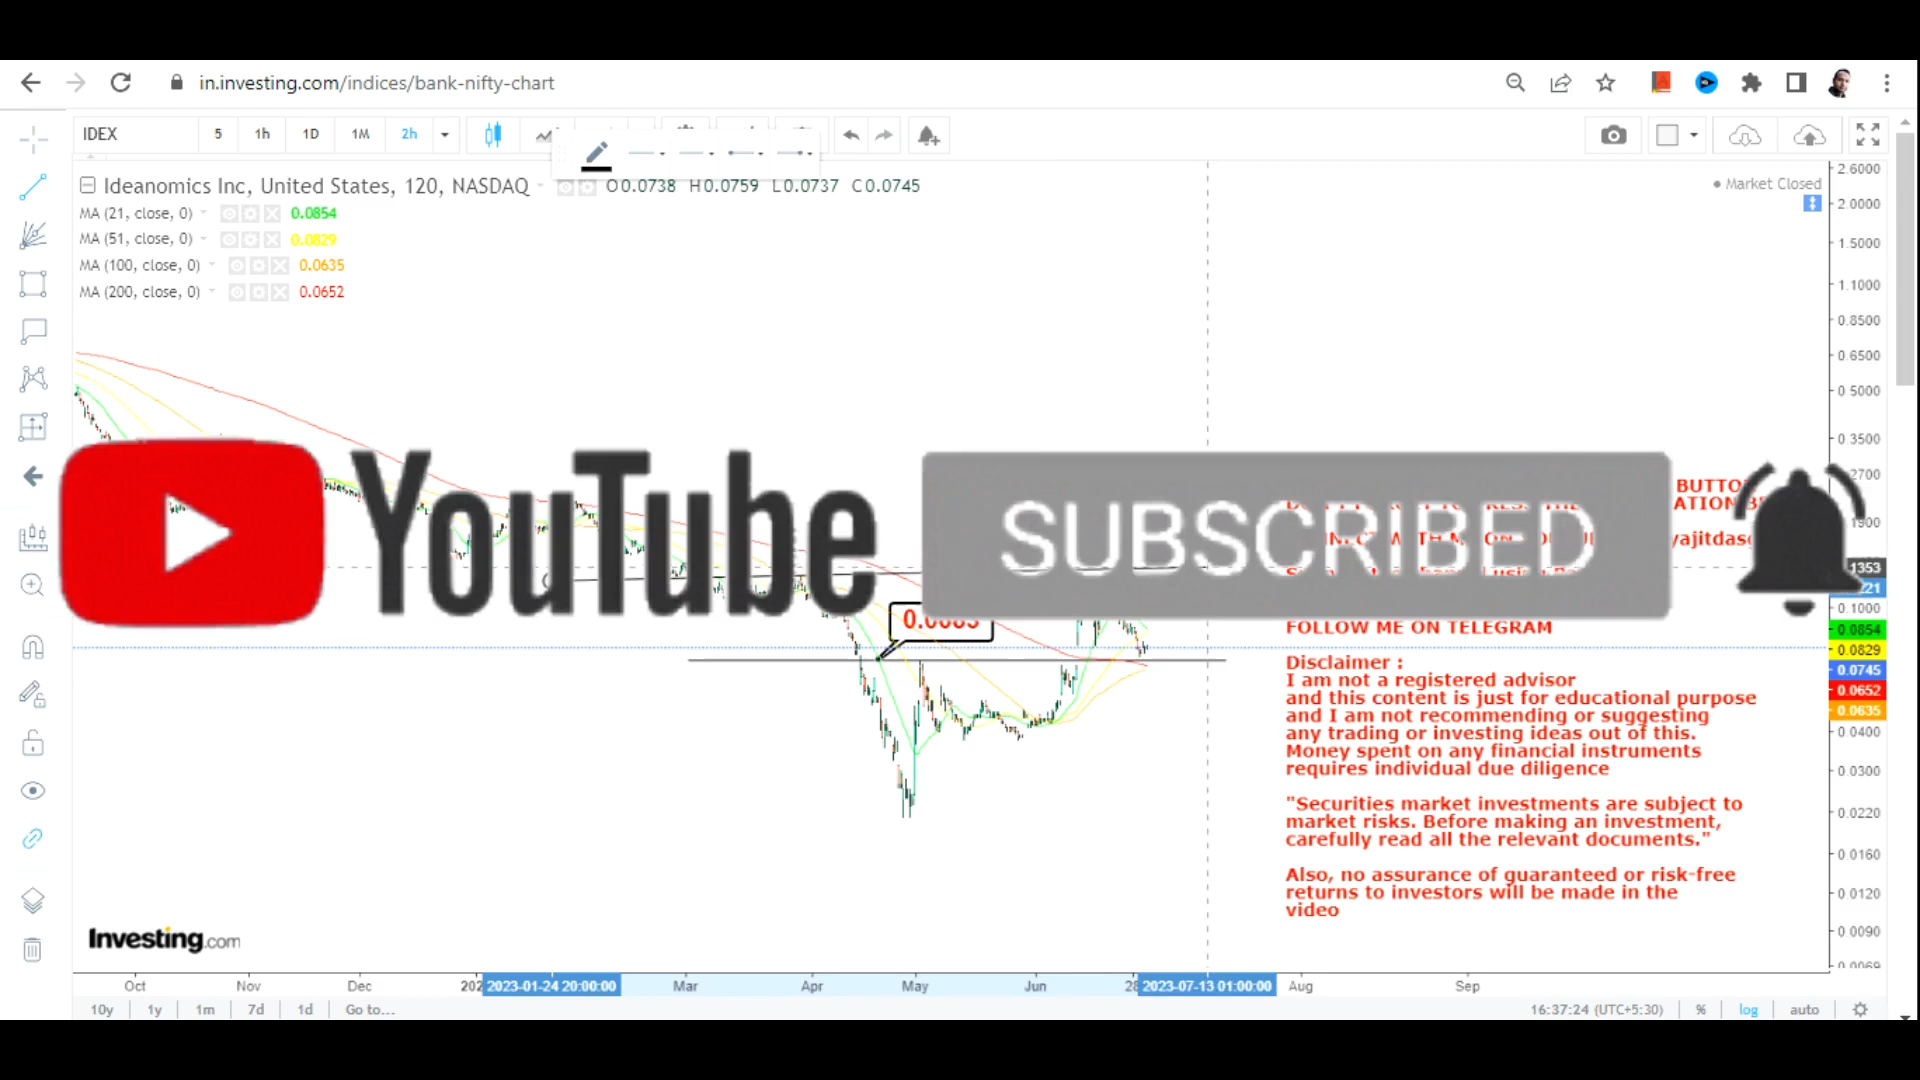 in.investing.com/indices/bank-nifty-chart
IDEX 5 1h 1D 1M 2h
Ideanomics Inc, United States, 120, NASDAQ O0.0738 H0.0759 L0.0737 C0.0745
Market Closed
MA (21, close, 0) 0.0854
MA (51, close, 0) 0.0829
MA (100, close, 0) 0.0635
MA (200, close, 0) 0.0652
2.6000
2.0000
1.5000
1.1000
0.8500
0.6500
0.5000
0.3500
2700
1900
1353
221
0.1000
0.0854
0.0829
0.0745
0.0652
0.0635
0.0400
0.0300
0.0220
0.0160
0.0120
0.0090
0.0069
YouTube SUBSCRIBED
FOLLOW ME ON TELEGRAM
Disclaimer :
I am not a registered advisor
and this content is just for educational purpose
and I am not recommending or suggesting
any trading or investing ideas out of this.
Money spent on any financial instruments
requires individual due diligence
"Securities market investments are subject to
market risks. Before making an investment,
carefully read all the relevant documents."
Also, no assurance of guaranteed or risk-free
returns to investors will be made in the
video
Investing.com
Oct Nov Dec 202 2023-01-24 20:00:00 Mar Apr May Jun 28 2023-07-13 01:00:00 Aug Sep
10y 1y 1m 7d 1d Go to... 16:37:24 (UTC+5:30) % log auto